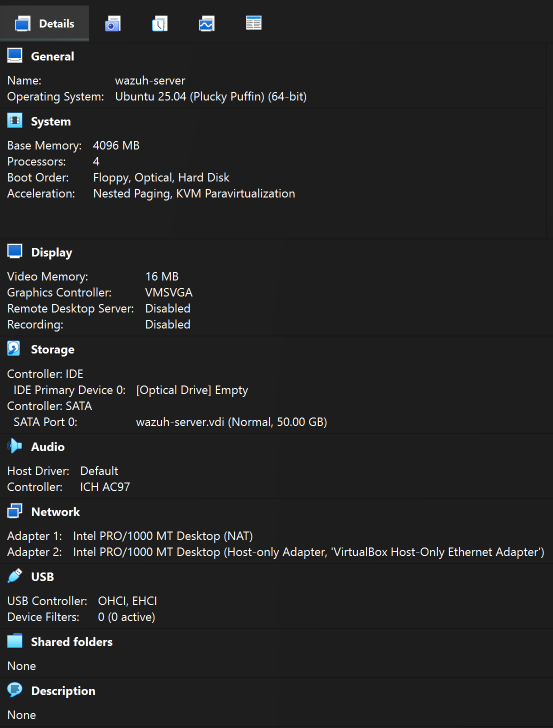 Details
General
Name: wazuh-server
Operating System: Ubuntu 25.04 (Plucky Puffin) (64-bit)
System
Base Memory: 4096 MB
Processors: 4
Boot Order: Floppy, Optical, Hard Disk
Acceleration: Nested Paging, KVM Paravirtualization
Display
Video Memory: 16 MB
Graphics Controller: VMSVGA
Remote Desktop Server: Disabled
Recording: Disabled
Storage
Controller: IDE
IDE Primary Device 0: [Optical Drive] Empty
Controller: SATA
SATA Port 0: wazuh-server.vdi (Normal, 50.00 GB)
Audio
Host Driver: Default
Controller: ICH AC97
Network
Adapter 1: Intel PRO/1000 MT Desktop (NAT)
Adapter 2: Intel PRO/1000 MT Desktop (Host-only Adapter, 'VirtualBox Host-Only Ethernet Adapter')
USB
USB Controller: OHCI, EHCI
Device Filters: 0 (0 active)
Shared folders
None
Description
None